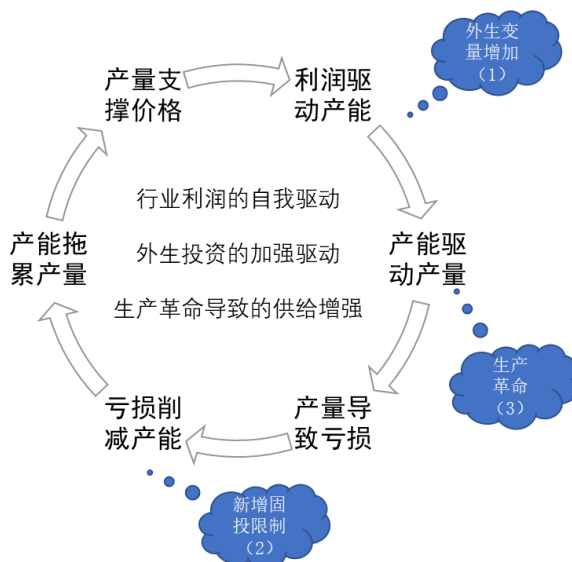 外生变
量增加
（1）
产量支
撑价格
利润驱
动产能
行业利润的自我驱动
产能拖
累产量
外生投资的加强驱动
产能驱
动产量
生产革命导致的供给增强
生产
革命
（3）
亏损削
减产能
产量导
致亏损
新增固
投限制
（2）